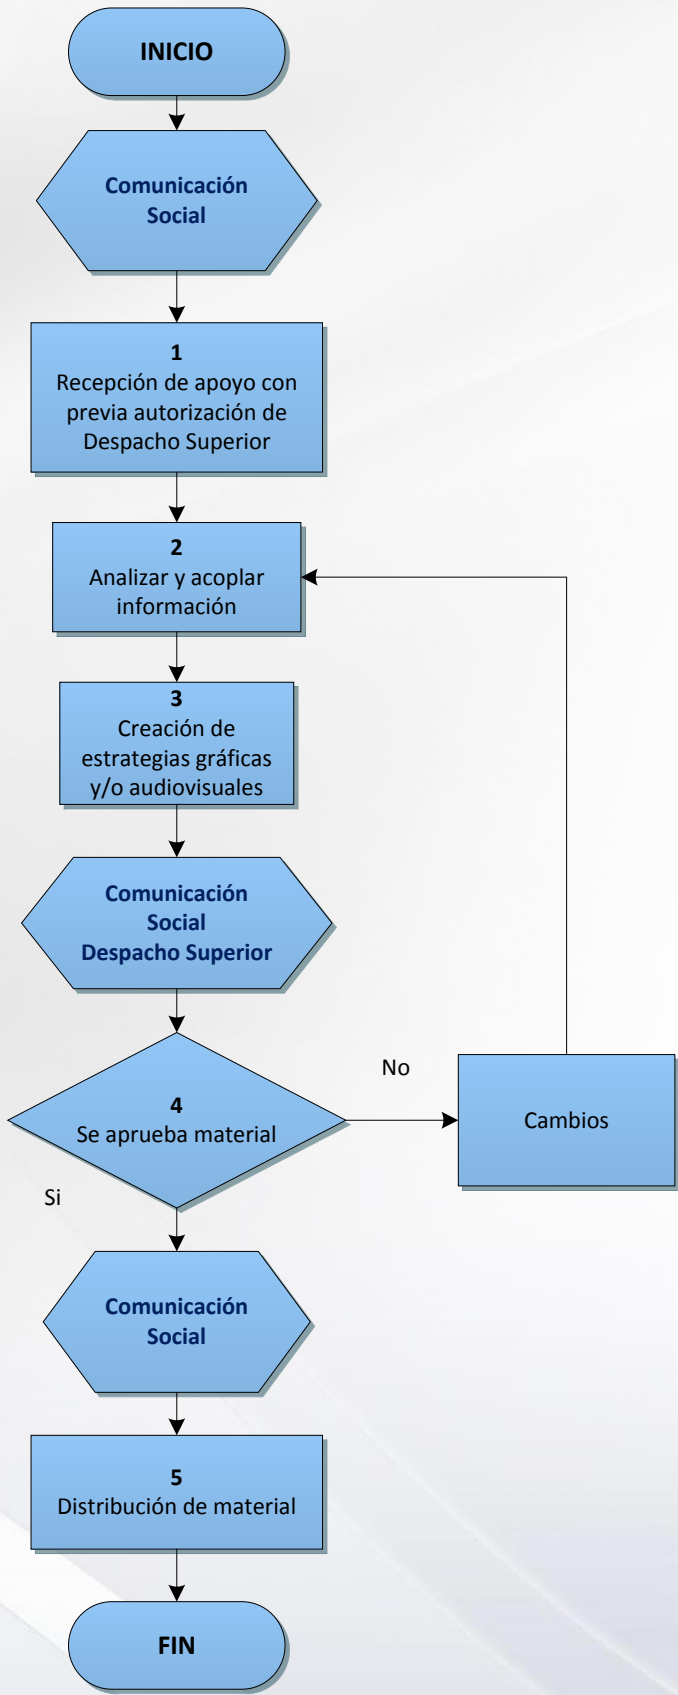 INICIO
Comunicación
Social
1
Recepción de apoyo con
previa autorización de
Despacho Superior
2
Analizar y acoplar
información
3
Creación de
estrategias gráficas
y/o audiovisuales
Comunicación
Social
Despacho Superior
4
Se aprueba material
No
Cambios
Si
Comunicación
Social
5
Distribución de material
FIN